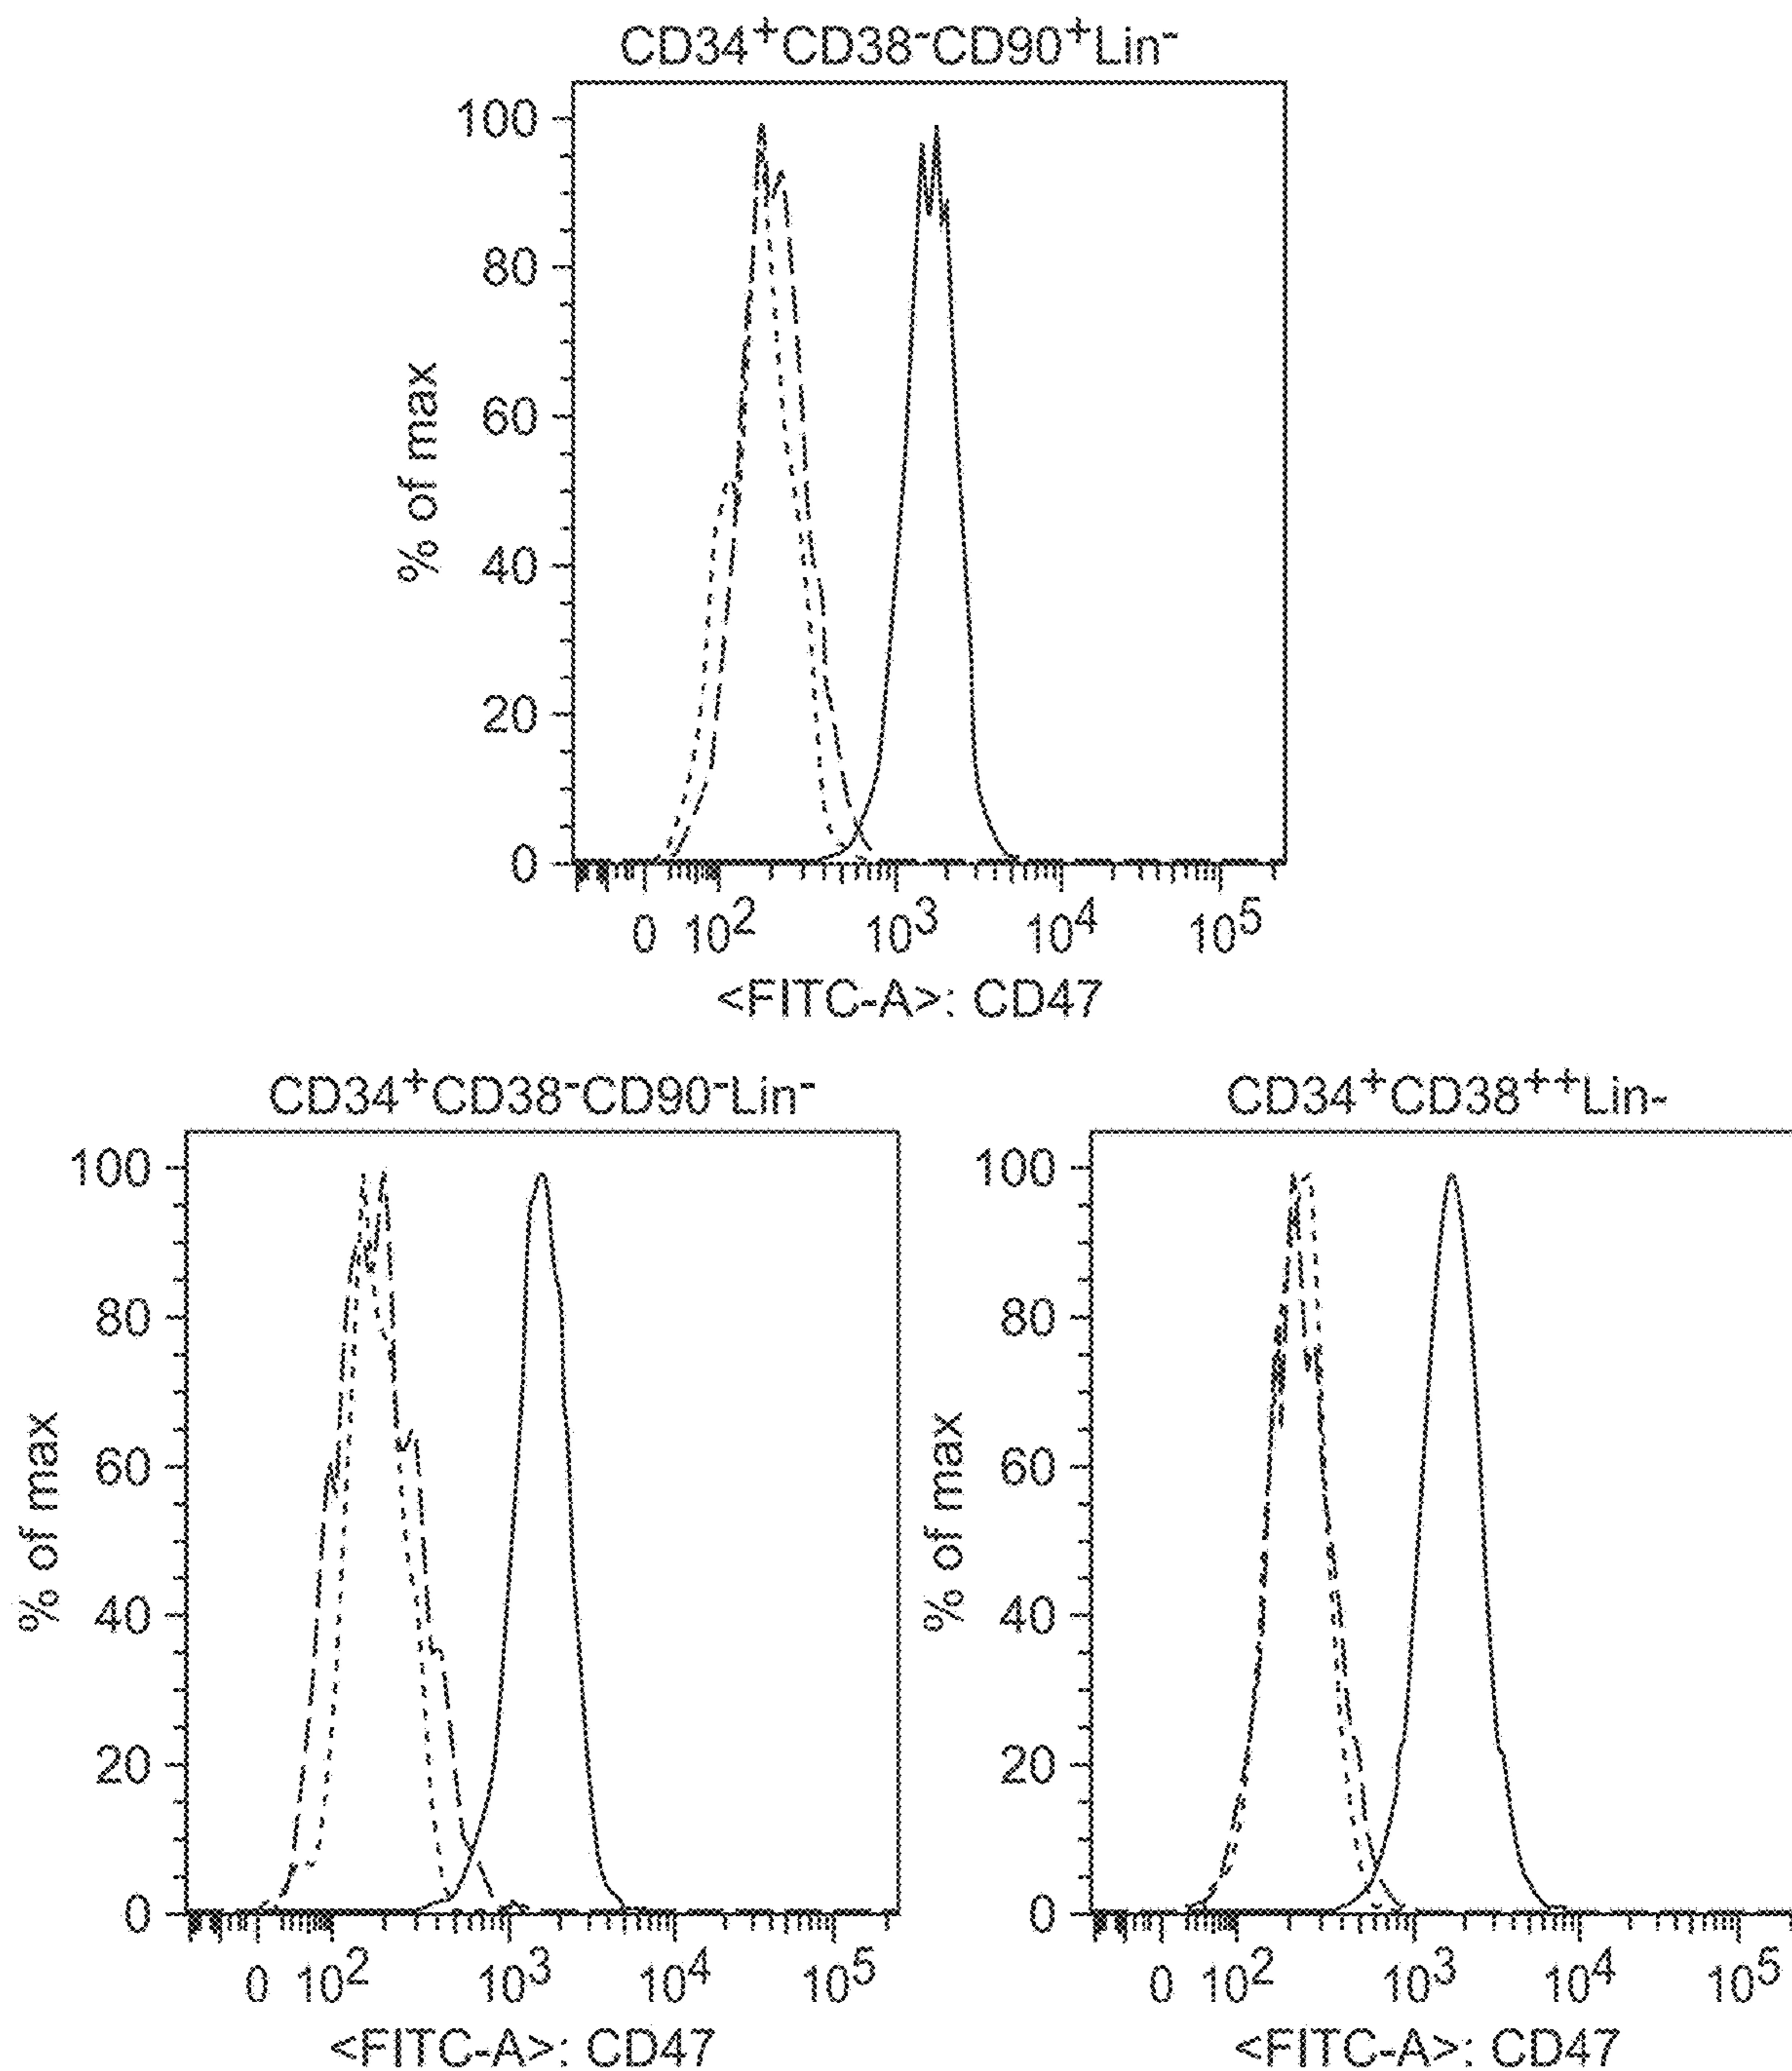 CD34⁺CD38⁻CD90⁺Lin⁻
100
80
60
40
20
0
% of max
0 10² 10³ 10⁴ 10⁵
<FITC-A>: CD47
CD34⁺CD38⁻CD90⁻Lin⁻
100
80
60
40
20
0
% of max
0 10² 10³ 10⁴ 10⁵
<FITC-A>: CD47
CD34⁺CD38⁺⁺Lin-
100
80
60
40
20
0
% of max
0 10² 10³ 10⁴ 10⁵
<FITC-A>: CD47